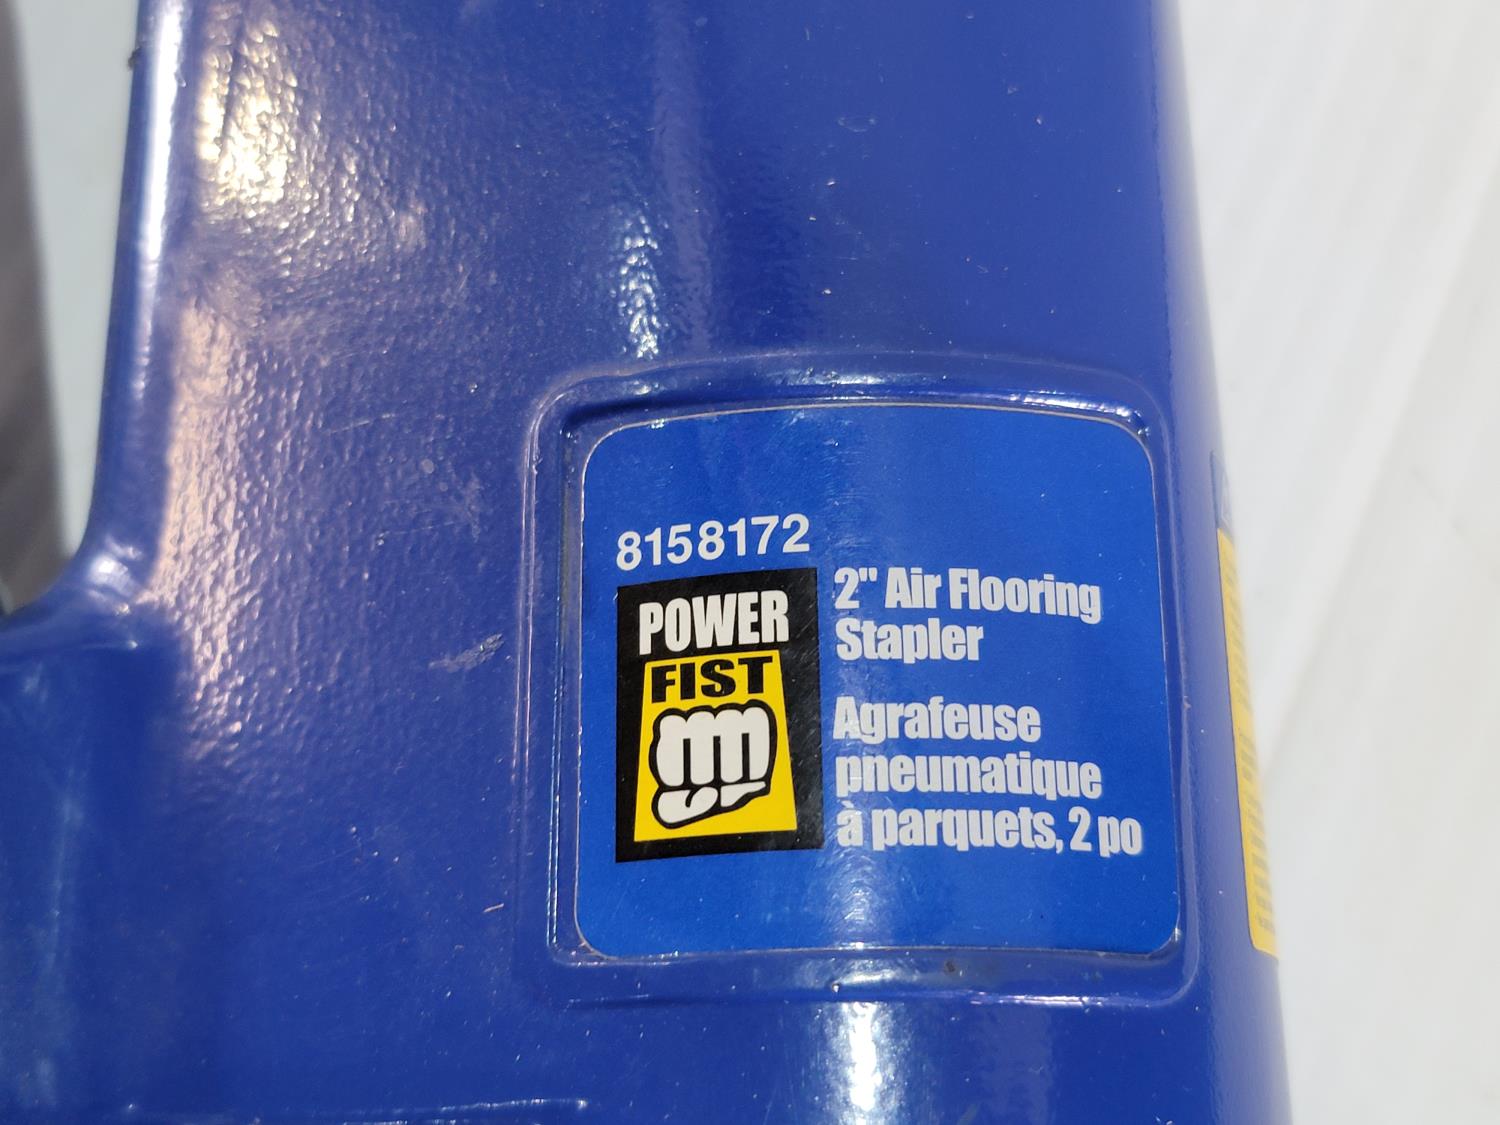 8158172
POWER
FIST
2" Air Flooring
Stapler
Agrafeuse
pneumatique
à parquets, 2 po